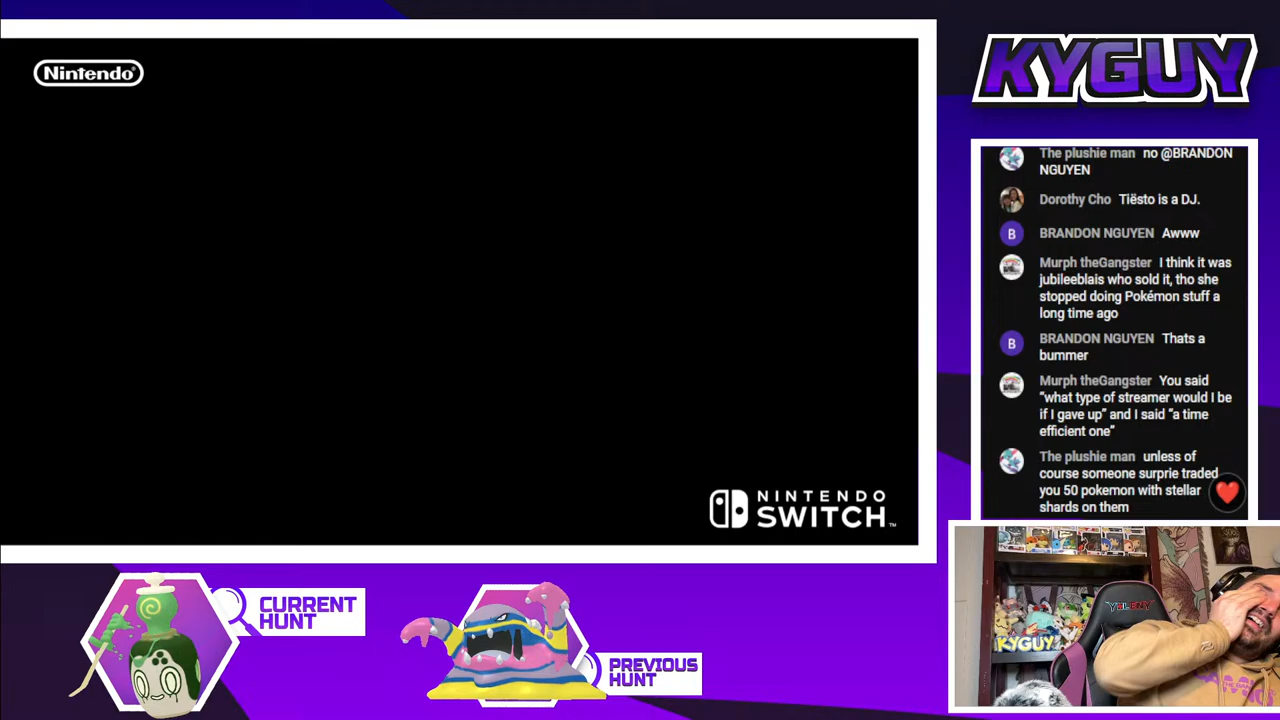 Nintendo
NINTENDO
SWITCH
KYGUY
The plushie man no @BRANDON
NGUYEN
Dorothy Cho Tiësto is a DJ.
B BRANDON NGUYEN Awww
Murph theGangster I think it was
jubileeblais who sold it, tho she
stopped doing Pokémon stuff a
long time ago
B BRANDON NGUYEN Thats a
bummer
Murph theGangster You said
“what type of streamer would I be
if I gave up” and I said “a time
efficient one”
The plushie man unless of
course someone surprie traded
you 50 pokemon with stellar
shards on them
CURRENT
HUNT
PREVIOUS
HUNT
KYGUY